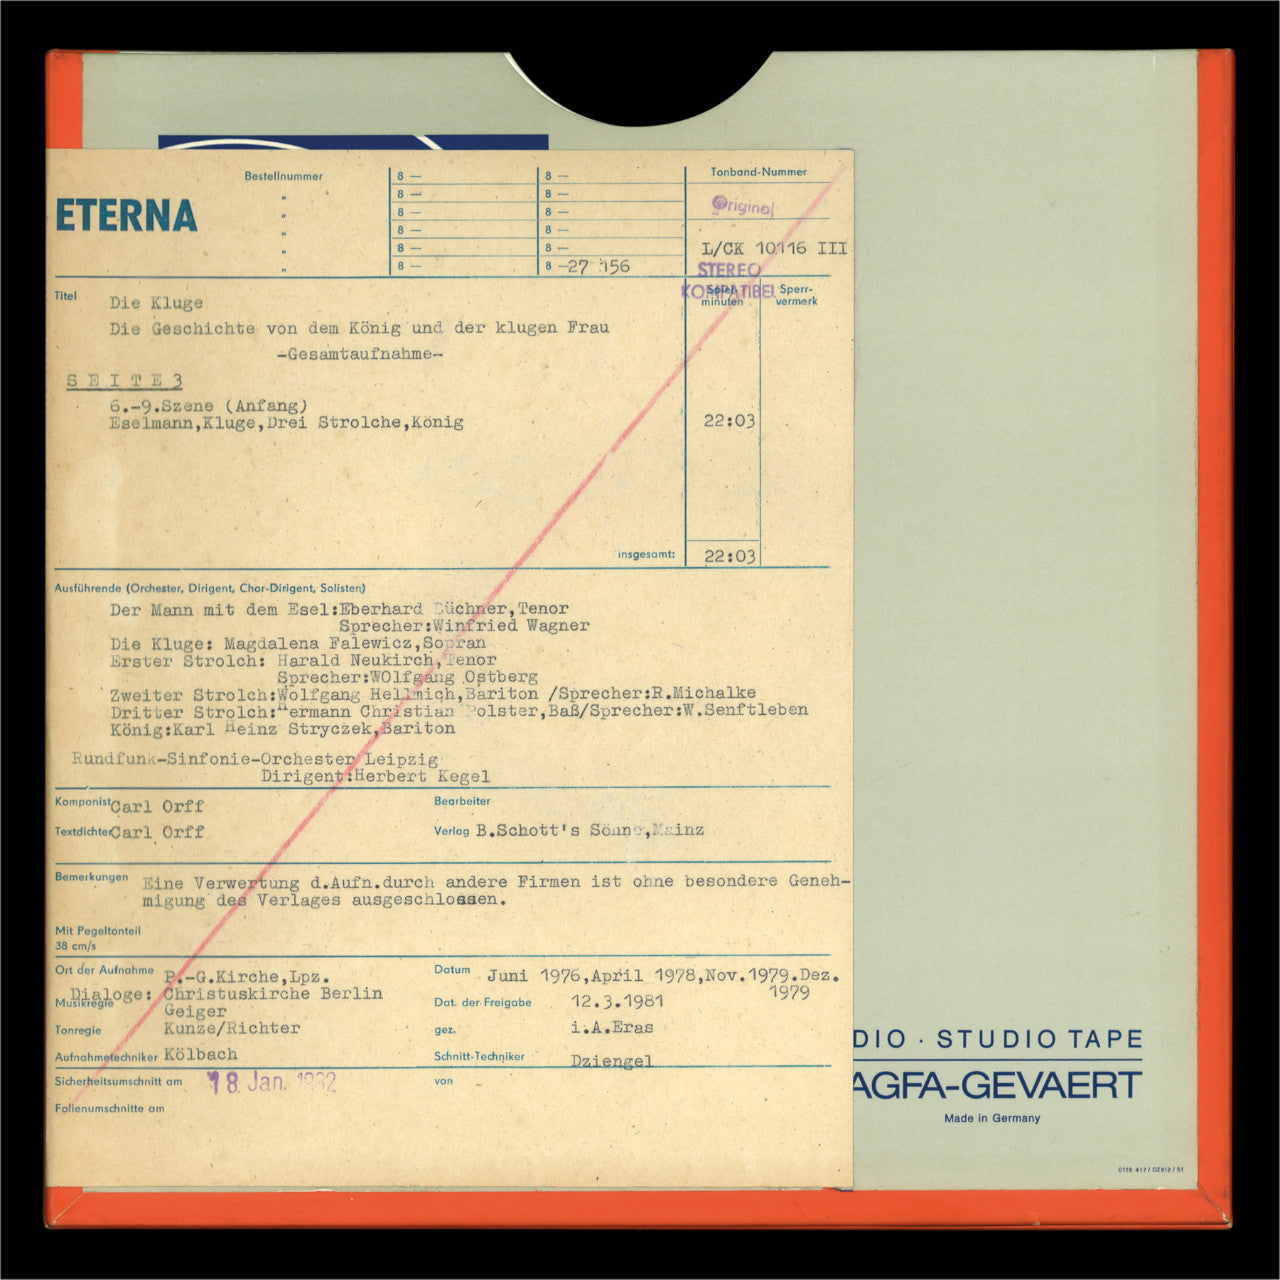 Bestellnummer
8 —
8 —
Tonband-Nummer
"
8 —
8 —
ETERNA
"
8 —
8 —
Original
"
8 —
8 —
"
8 —
8 —
L/CK 10116 III
"
8 —
8 —27 156
STEREO
KOMPATIBEL
Titel
Die Kluge
Spiel-
minuten
Sperr-
vermerk
Die Geschichte von dem König und der klugen Frau
-Gesamtaufnahme-
S E I T E 3
6.-9.Szene (Anfang)
Eselmann,Kluge,Drei Strolche,König
22:03
insgesamt:
22:03
Ausführende (Orchester, Dirigent, Chor-Dirigent, Solisten)
Der Mann mit dem Esel:Eberhard Büchner,Tenor
Sprecher:Winfried Wagner
Die Kluge: Magdalena Falewicz,Sopran
Erster Strolch: Harald Neukirch,Tenor
Sprecher:WOlfgang Ostberg
Zweiter Strolch:Wolfgang Hellmich,Bariton /Sprecher:R.Michalke
Dritter Strolch:Hermann Christian Polster,Baß/Sprecher:W.Senftleben
König:Karl Heinz Stryczek,Bariton
Rundfunk-Sinfonie-Orchester Leipzig
Dirigent:Herbert Kegel
Komponist Carl Orff
Bearbeiter
Textdichter Carl Orff
Verlag B.Schott's Söhne,Mainz
Bemerkungen
Eine Verwertung d.Aufn.durch andere Firmen ist ohne besondere Geneh-
migung des Verlages ausgeschlossen.
Mit Pegeltonteil
38 cm/s
Ort der Aufnahme P.-G.Kirche,Lpz.
Datum Juni 1976,April 1978,Nov.1979.Dez.
1979
Dialoge: Christuskirche Berlin
Musikregie Geiger
Dat. der Freigabe 12.3.1981
Tonregie Kunze/Richter
gez. i.A.Eras
Aufnahmetechniker Kölbach
Schnitt-Techniker Dziengel
Sicherheitsumschnitt am 18. Jan. 1982
von
Folienumschnitte am
DIO · STUDIO TAPE
AGFA-GEVAERT
Made in Germany